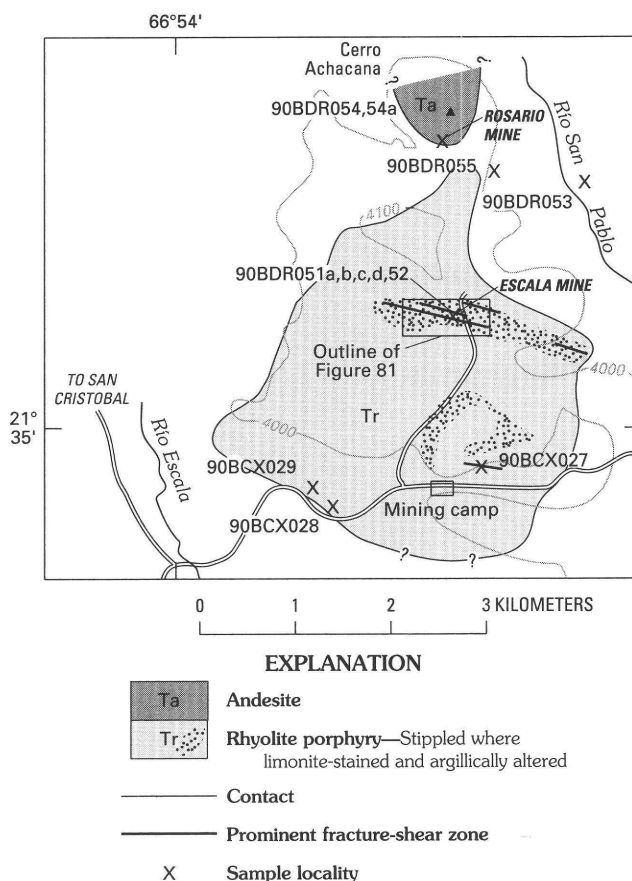 66°54'
Cerro
Achacana
?
?
Ta
90BDR054,54a
ROSARIO
MINE
Río San
Pablo
90BDR055
90BDR053
4100
90BDR051a,b,c,d,52
ESCALA MINE
Outline of
Figure 81
TO SAN
CRISTOBAL
4000
21°
35'
Río Escala
4000
Tr
90BCX029
90BCX027
90BCX028
Mining camp
?
?
0 1 2 3 KILOMETERS
EXPLANATION
Ta Andesite
Tr Rhyolite porphyry—Stippled where
limonite-stained and argillically altered
Contact
Prominent fracture-shear zone
X Sample locality